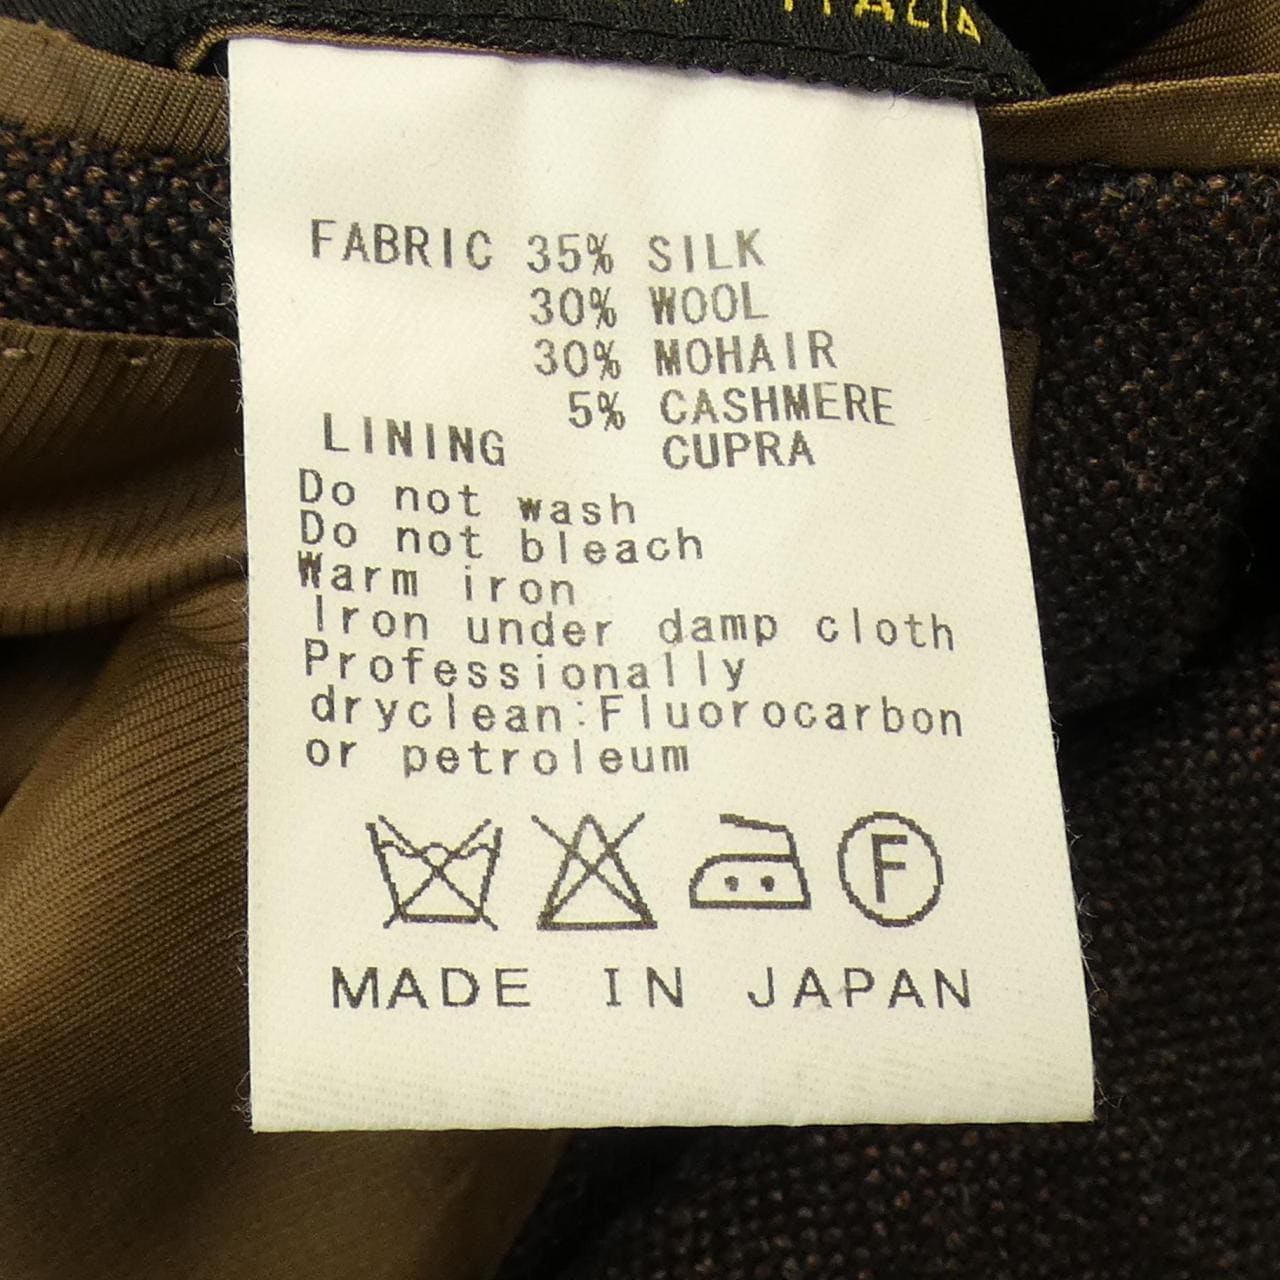 ITALIA
FABRIC 35% SILK
30% WOOL
30% MOHAIR
5% CASHMERE
LINING CUPRA
Do not wash
Do not bleach
Warm iron
Iron under damp cloth
Professionally
dryclean:Fluorocarbon
or petroleum
F
MADE IN JAPAN